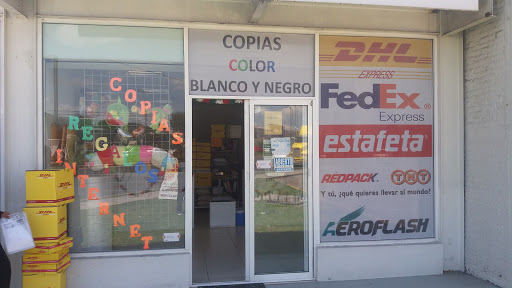 COPIAS
COLOR
BLANCO Y NEGRO
COPIAS
REGALOS
INTERNET
DHL
EXPRESS
FedEx®
Express
estafeta
REDPACK.
TNT
Y tú, ¿qué quieres llevar al mundo?
AEROFLASH
DHL